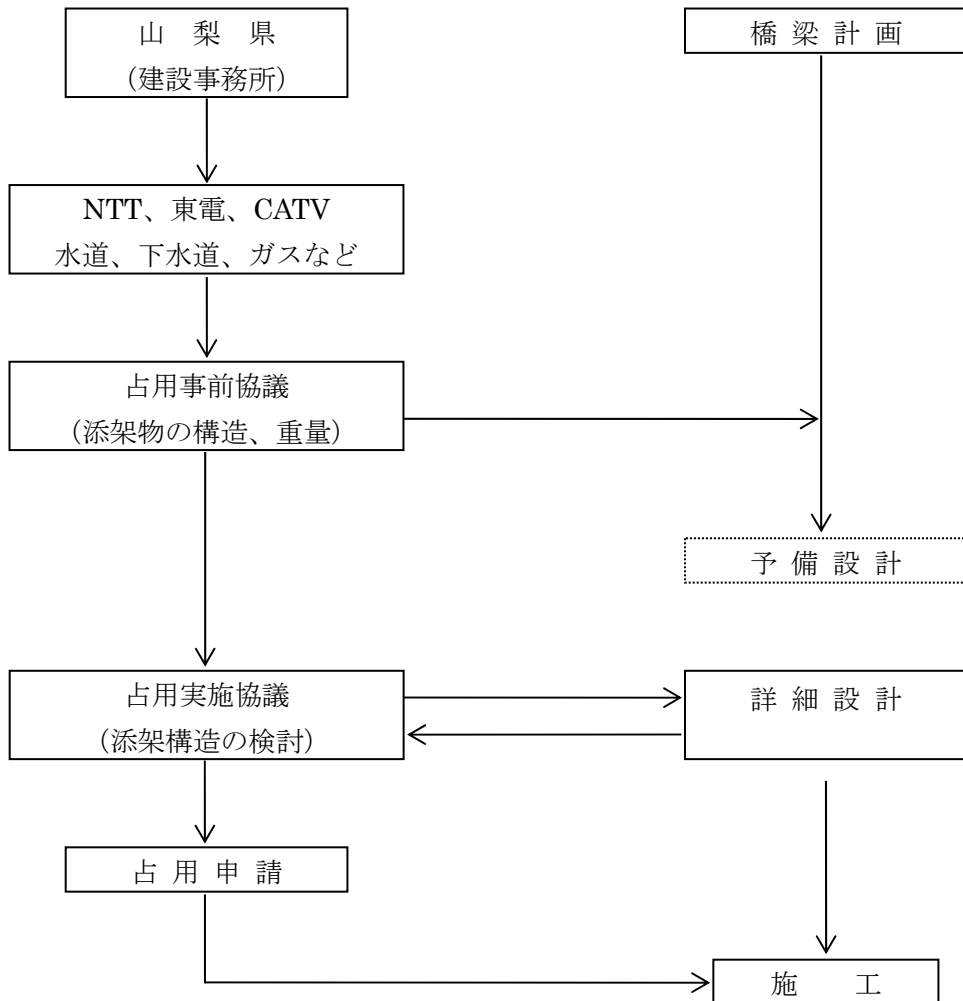 山 梨 県
（建設事務所）
橋 梁 計 画
NTT、東電、CATV
水道、下水道、ガスなど
占用事前協議
（添架物の構造、重量）
予 備 設 計
占用実施協議
（添架構造の検討）
詳 細 設 計
占 用 申 請
施 工